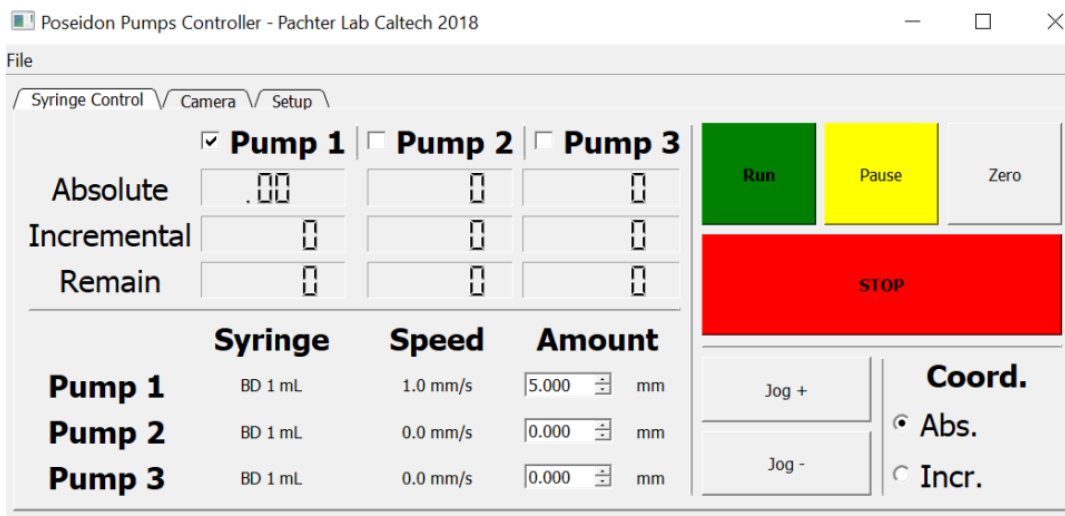 Poseidon Pumps Controller - Pachter Lab Caltech 2018
File
Syringe Control Camera Setup
Pump 1 Pump 2 Pump 3
Absolute .00 0 0
Incremental 0 0 0
Remain 0 0 0
Run Pause Zero
STOP
Syringe Speed Amount
Pump 1 BD 1 mL 1.0 mm/s 5.000 mm
Pump 2 BD 1 mL 0.0 mm/s 0.000 mm
Pump 3 BD 1 mL 0.0 mm/s 0.000 mm
Jog +
Jog -
Coord.
Abs.
Incr.